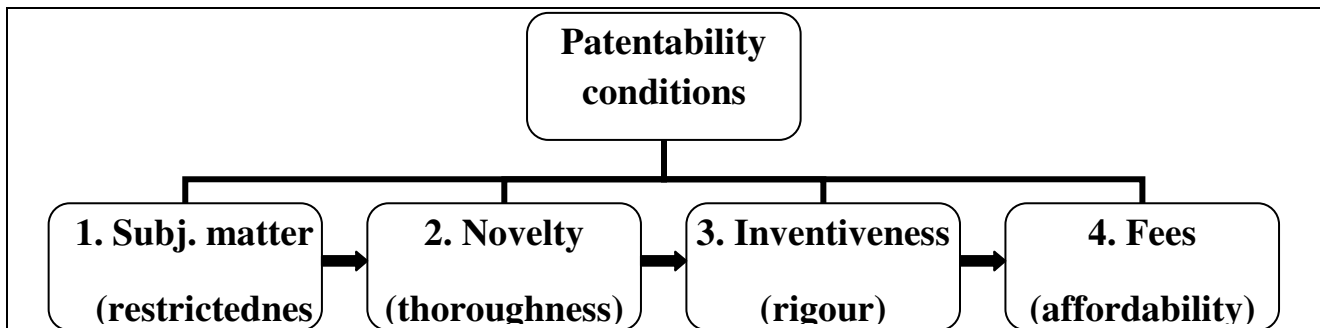 Patentability
conditions
1. Subj. matter
(restrictednes
2. Novelty
(thoroughness)
3. Inventiveness
(rigour)
4. Fees
(affordability)